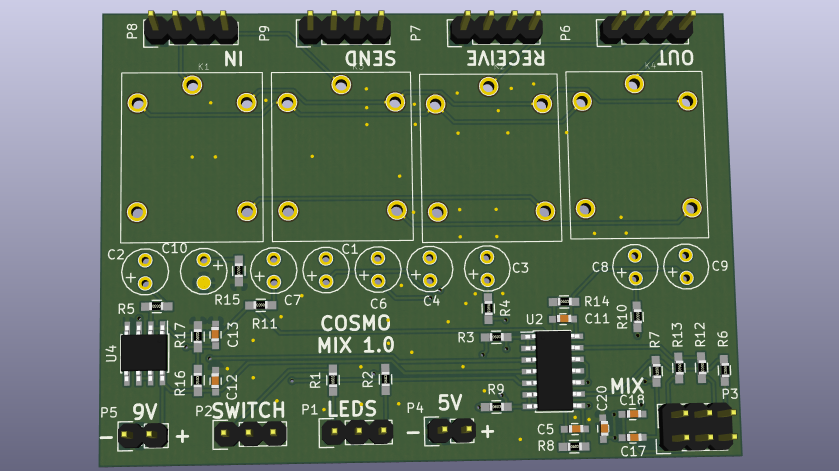 P8 P9 P7 P6
IN SEND RECEIVE OUT
K1 K3 K2 K4
C2 C10 C1 C3 C8 C9
R15 C7 C6 C4
R5 R11 R4 R14 C11 R10
COSMO
MIX 1.0
U4 R17 C13 R3 U2 R7 R13 R12 R6
R16 C12 R1 R2 R9 MIX P3
P5 9V P2 SWITCH P1 LEDS P4 5V C20 C18
- + - + C5 R8 C17